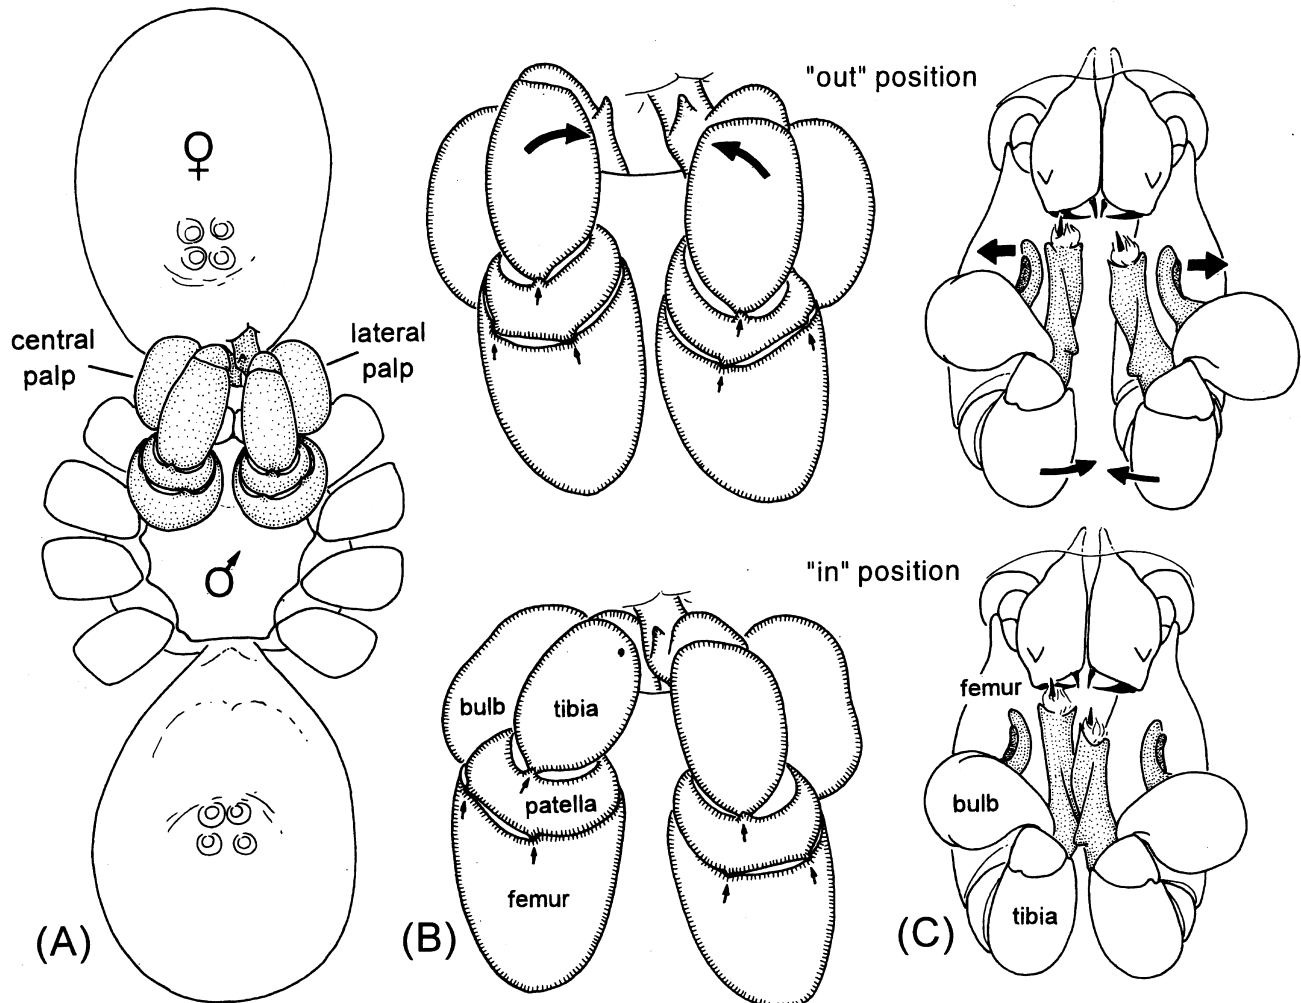 ♀
central
palp
lateral
palp
♂
(A)
"out" position
"in" position
bulb
tibia
patella
femur
(B)
femur
bulb
tibia
(C)